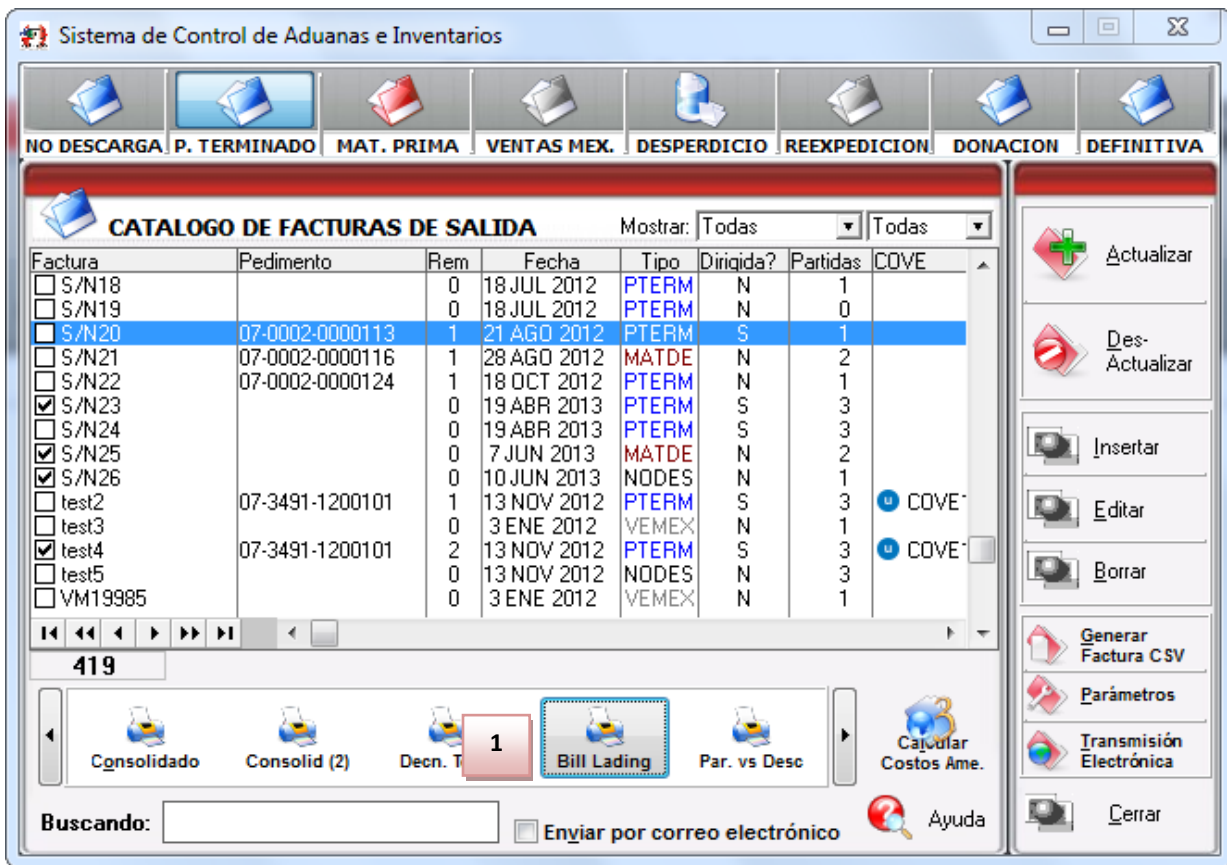 Sistema de Control de Aduanas e Inventarios
NO DESCARGA P. TERMINADO MAT. PRIMA VENTAS MEX. DESPERDICIO REEXPEDICION DONACION DEFINITIVA
CATALOGO DE FACTURAS DE SALIDA Mostrar: Todas Todas
Factura Pedimento Rem Fecha Tipo Dirigida? Partidas COVE
S/N18 0 18 JUL 2012 PTERM N 1
S/N19 0 18 JUL 2012 PTERM N 0
S/N20 07-0002-0000113 1 21 AGO 2012 PTERM S 1
S/N21 07-0002-0000116 1 28 AGO 2012 MATDE N 2
S/N22 07-0002-0000124 1 18 OCT 2012 PTERM N 1
S/N23 0 19 ABR 2013 PTERM S 3
S/N24 0 19 ABR 2013 PTERM S 3
S/N25 0 7 JUN 2013 MATDE N 2
S/N26 0 10 JUN 2013 NODES N 1
test2 07-3491-1200101 1 13 NOV 2012 PTERM S 3 u COVE
test3 0 3 ENE 2012 VEMEX N 1
test4 07-3491-1200101 2 13 NOV 2012 PTERM S 3 u COVE
test5 0 13 NOV 2012 NODES N 3
VM19985 0 3 ENE 2012 VEMEX N 1
419
Consolidado Consolid (2) Decn. 1 Bill Lading Par. vs Desc
Calcular
Costos Ame.
Buscando: Enviar por correo electrónico Ayuda
Actualizar
Des-
Actualizar
Insertar
Editar
Borrar
Generar
Factura CSV
Parámetros
Transmisión
Electrónica
Cerrar